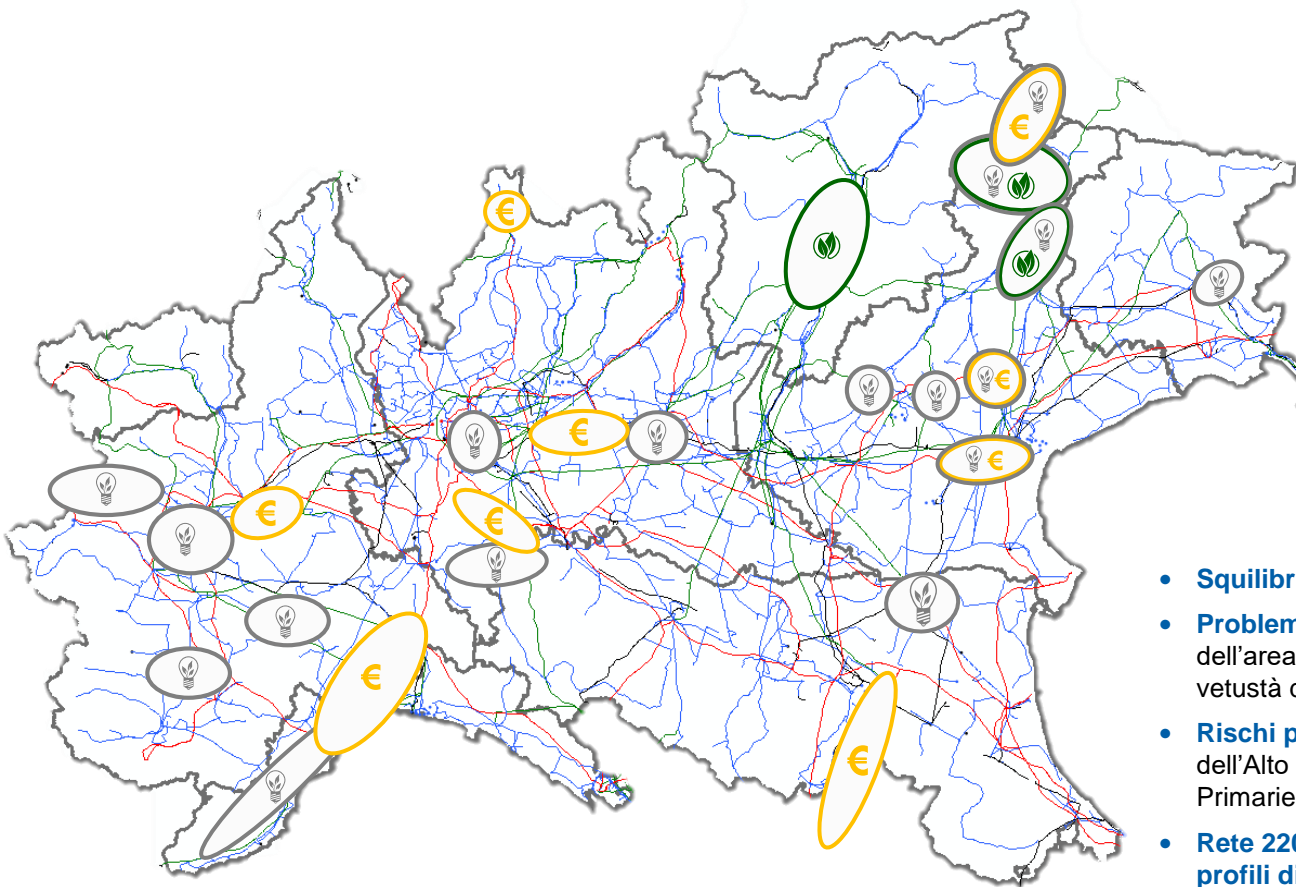 €
€
€
€
€
€
€
€
€
• Squilibr
• Problem
dell'area
vetustà
• Rischi p
dell'Alto
Primarie
• Rete 220
profili di